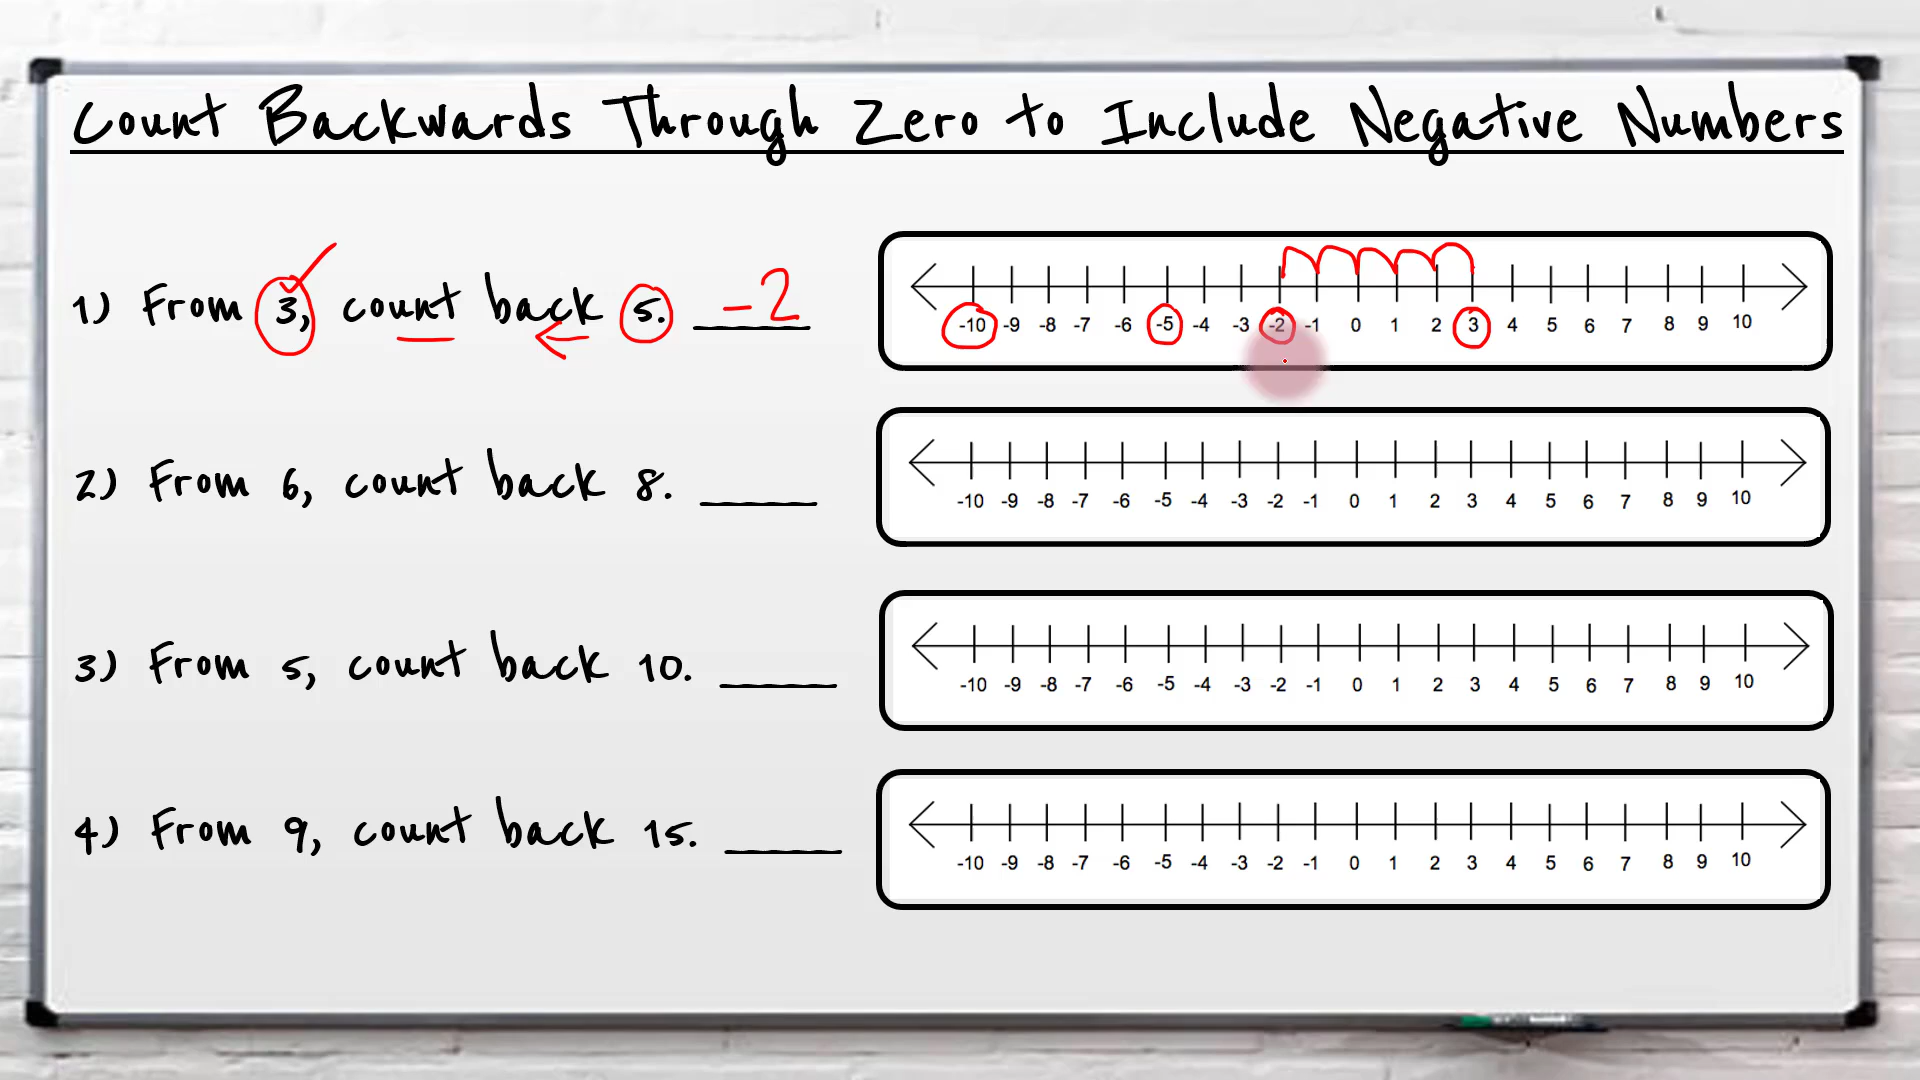 Count Backwards Through Zero to Include Negative Numbers
1) From 3, count back 5. -2
-10 -9 -8 -7 -6 -5 -4 -3 -2 -1 0 1 2 3 4 5 6 7 8 9 10
2) From 6, count back 8. ____
-10 -9 -8 -7 -6 -5 -4 -3 -2 -1 0 1 2 3 4 5 6 7 8 9 10
3) From 5, count back 10. ____
-10 -9 -8 -7 -6 -5 -4 -3 -2 -1 0 1 2 3 4 5 6 7 8 9 10
4) From 9, count back 15. ____
-10 -9 -8 -7 -6 -5 -4 -3 -2 -1 0 1 2 3 4 5 6 7 8 9 10